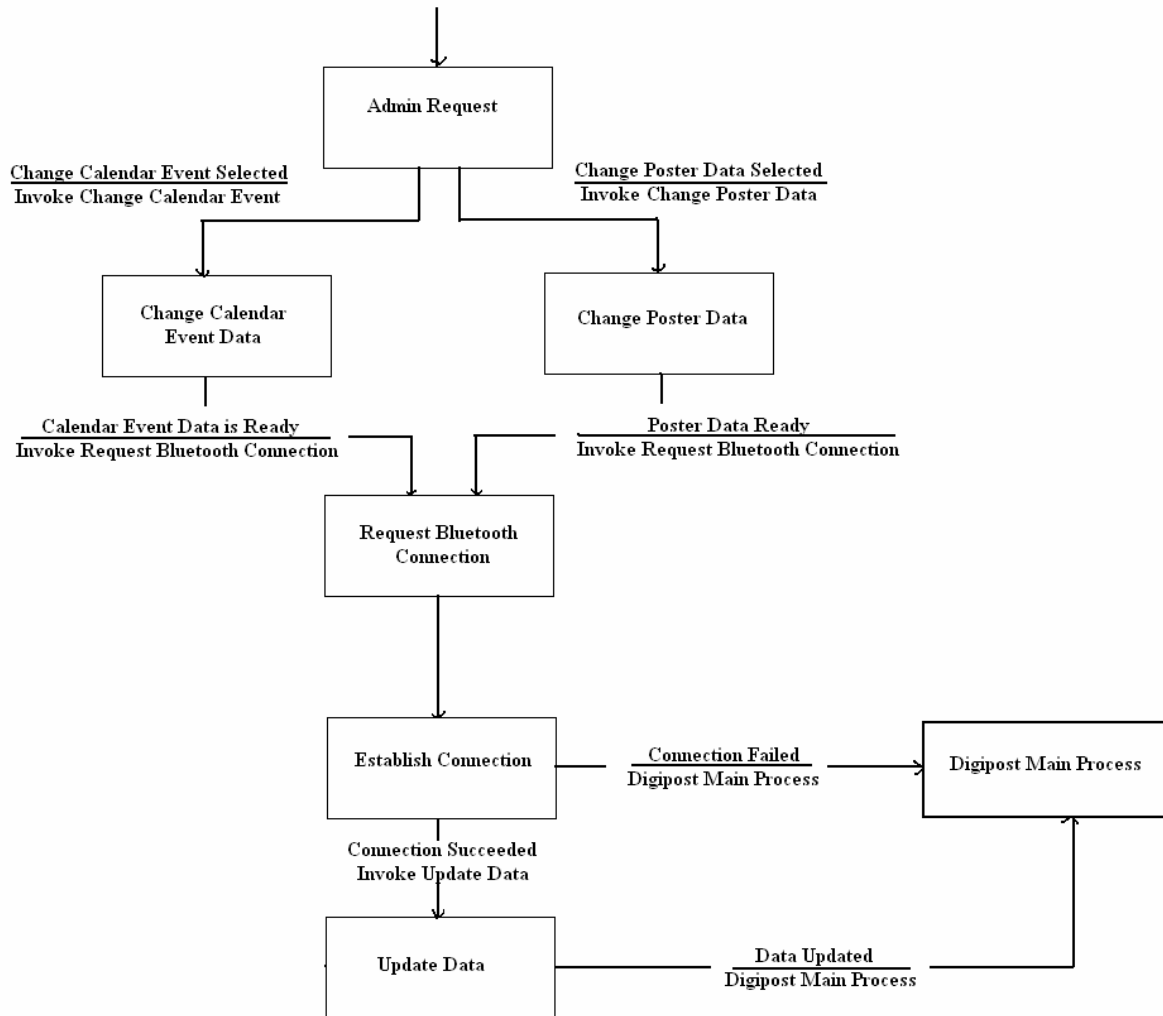 Admin Request
Change Calendar Event Selected
Invoke Change Calendar Event
Change Poster Data Selected
Invoke Change Poster Data
Change Calendar
Event Data
Change Poster Data
Calendar Event Data is Ready
Invoke Request Bluetooth Connection
Poster Data Ready
Invoke Request Bluetooth Connection
Request Bluetooth
Connection
Establish Connection
Connection Failed
Digipost Main Process
Digipost Main Process
Connection Succeeded
Invoke Update Data
Update Data
Data Updated
Digipost Main Process